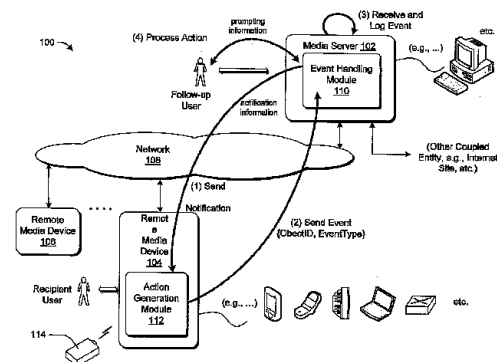 100
(4) Process Action
prompting
information
(3) Receive and
Log Event
Media Server 102
Event Handling
Module
110
(e.g., ...)
etc.
Follow-up
User
notification
information
Network
108
(Other Coupled
Entity, e.g., Internet
Site, etc.)
(1) Send
Notification
Remote
Media Device
106
. . . .
Remot
e
Media
Device
104
(2) Send Event
{ObectID, EventType}
Recipient
User
Action
Generation
Module
112
(e.g., ...)
etc.
114